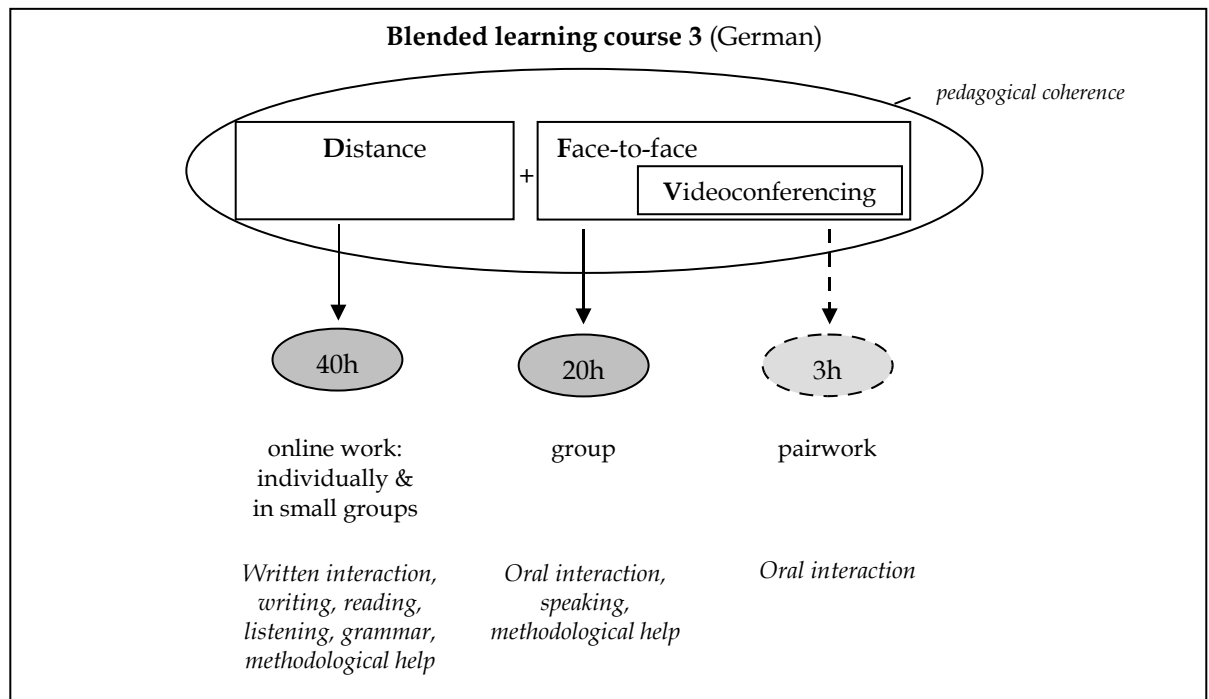 Blended learning course 3 (German)
pedagogical coherence
Distance
+
Face-to-face
Videoconferencing
40h
20h
3h
online work:
individually &
in small groups
group
pairwork
Written interaction,
writing, reading,
listening, grammar,
methodological help
Oral interaction,
speaking,
methodological help
Oral interaction